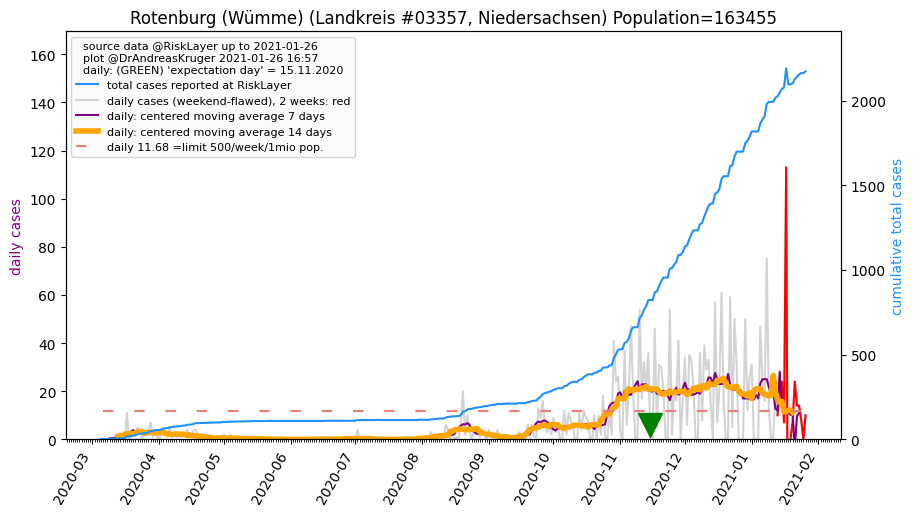 Rotenburg (Wümme) (Landkreis #03357, Niedersachsen) Population=163455
source data @RiskLayer up to 2021-01-26
plot @DrAndreasKruger 2021-01-26 16:57
daily: (GREEN) 'expectation day' = 15.11.2020
total cases reported at RiskLayer
daily cases (weekend-flawed), 2 weeks: red
daily: centered moving average 7 days
daily: centered moving average 14 days
daily 11.68 =limit 500/week/1mio pop.
daily cases
160
140
120
100
80
60
40
20
0
cumulative total cases
2000
1500
1000
500
0
2020-03
2020-04
2020-05
2020-06
2020-07
2020-08
2020-09
2020-10
2020-11
2020-12
2021-01
2021-02